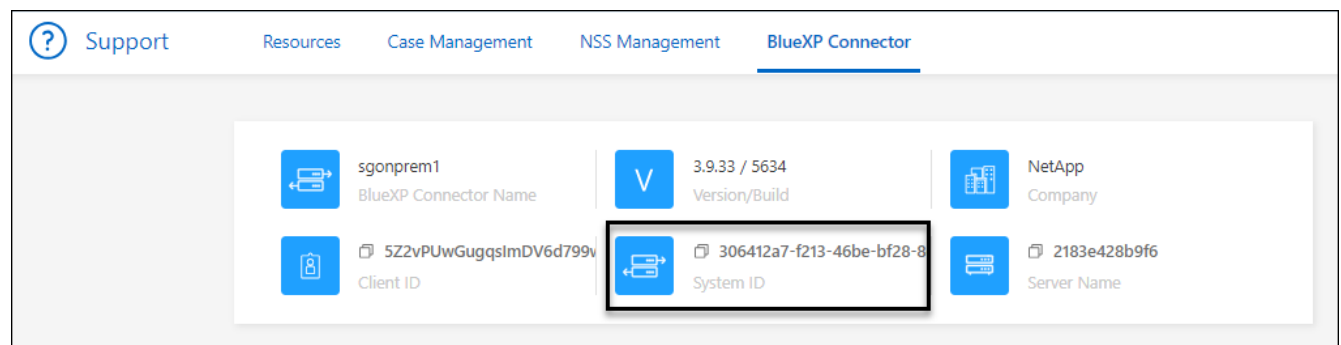 ? Support Resources Case Management NSS Management BlueXP Connector
sgonprem1 3.9.33 / 5634 NetApp
BlueXP Connector Name V Version/Build Company
5Z2vPUwGugqsImDV6d799 306412a7-f213-46be-bf28-8 2183e428b9f6
Client ID System ID Server Name